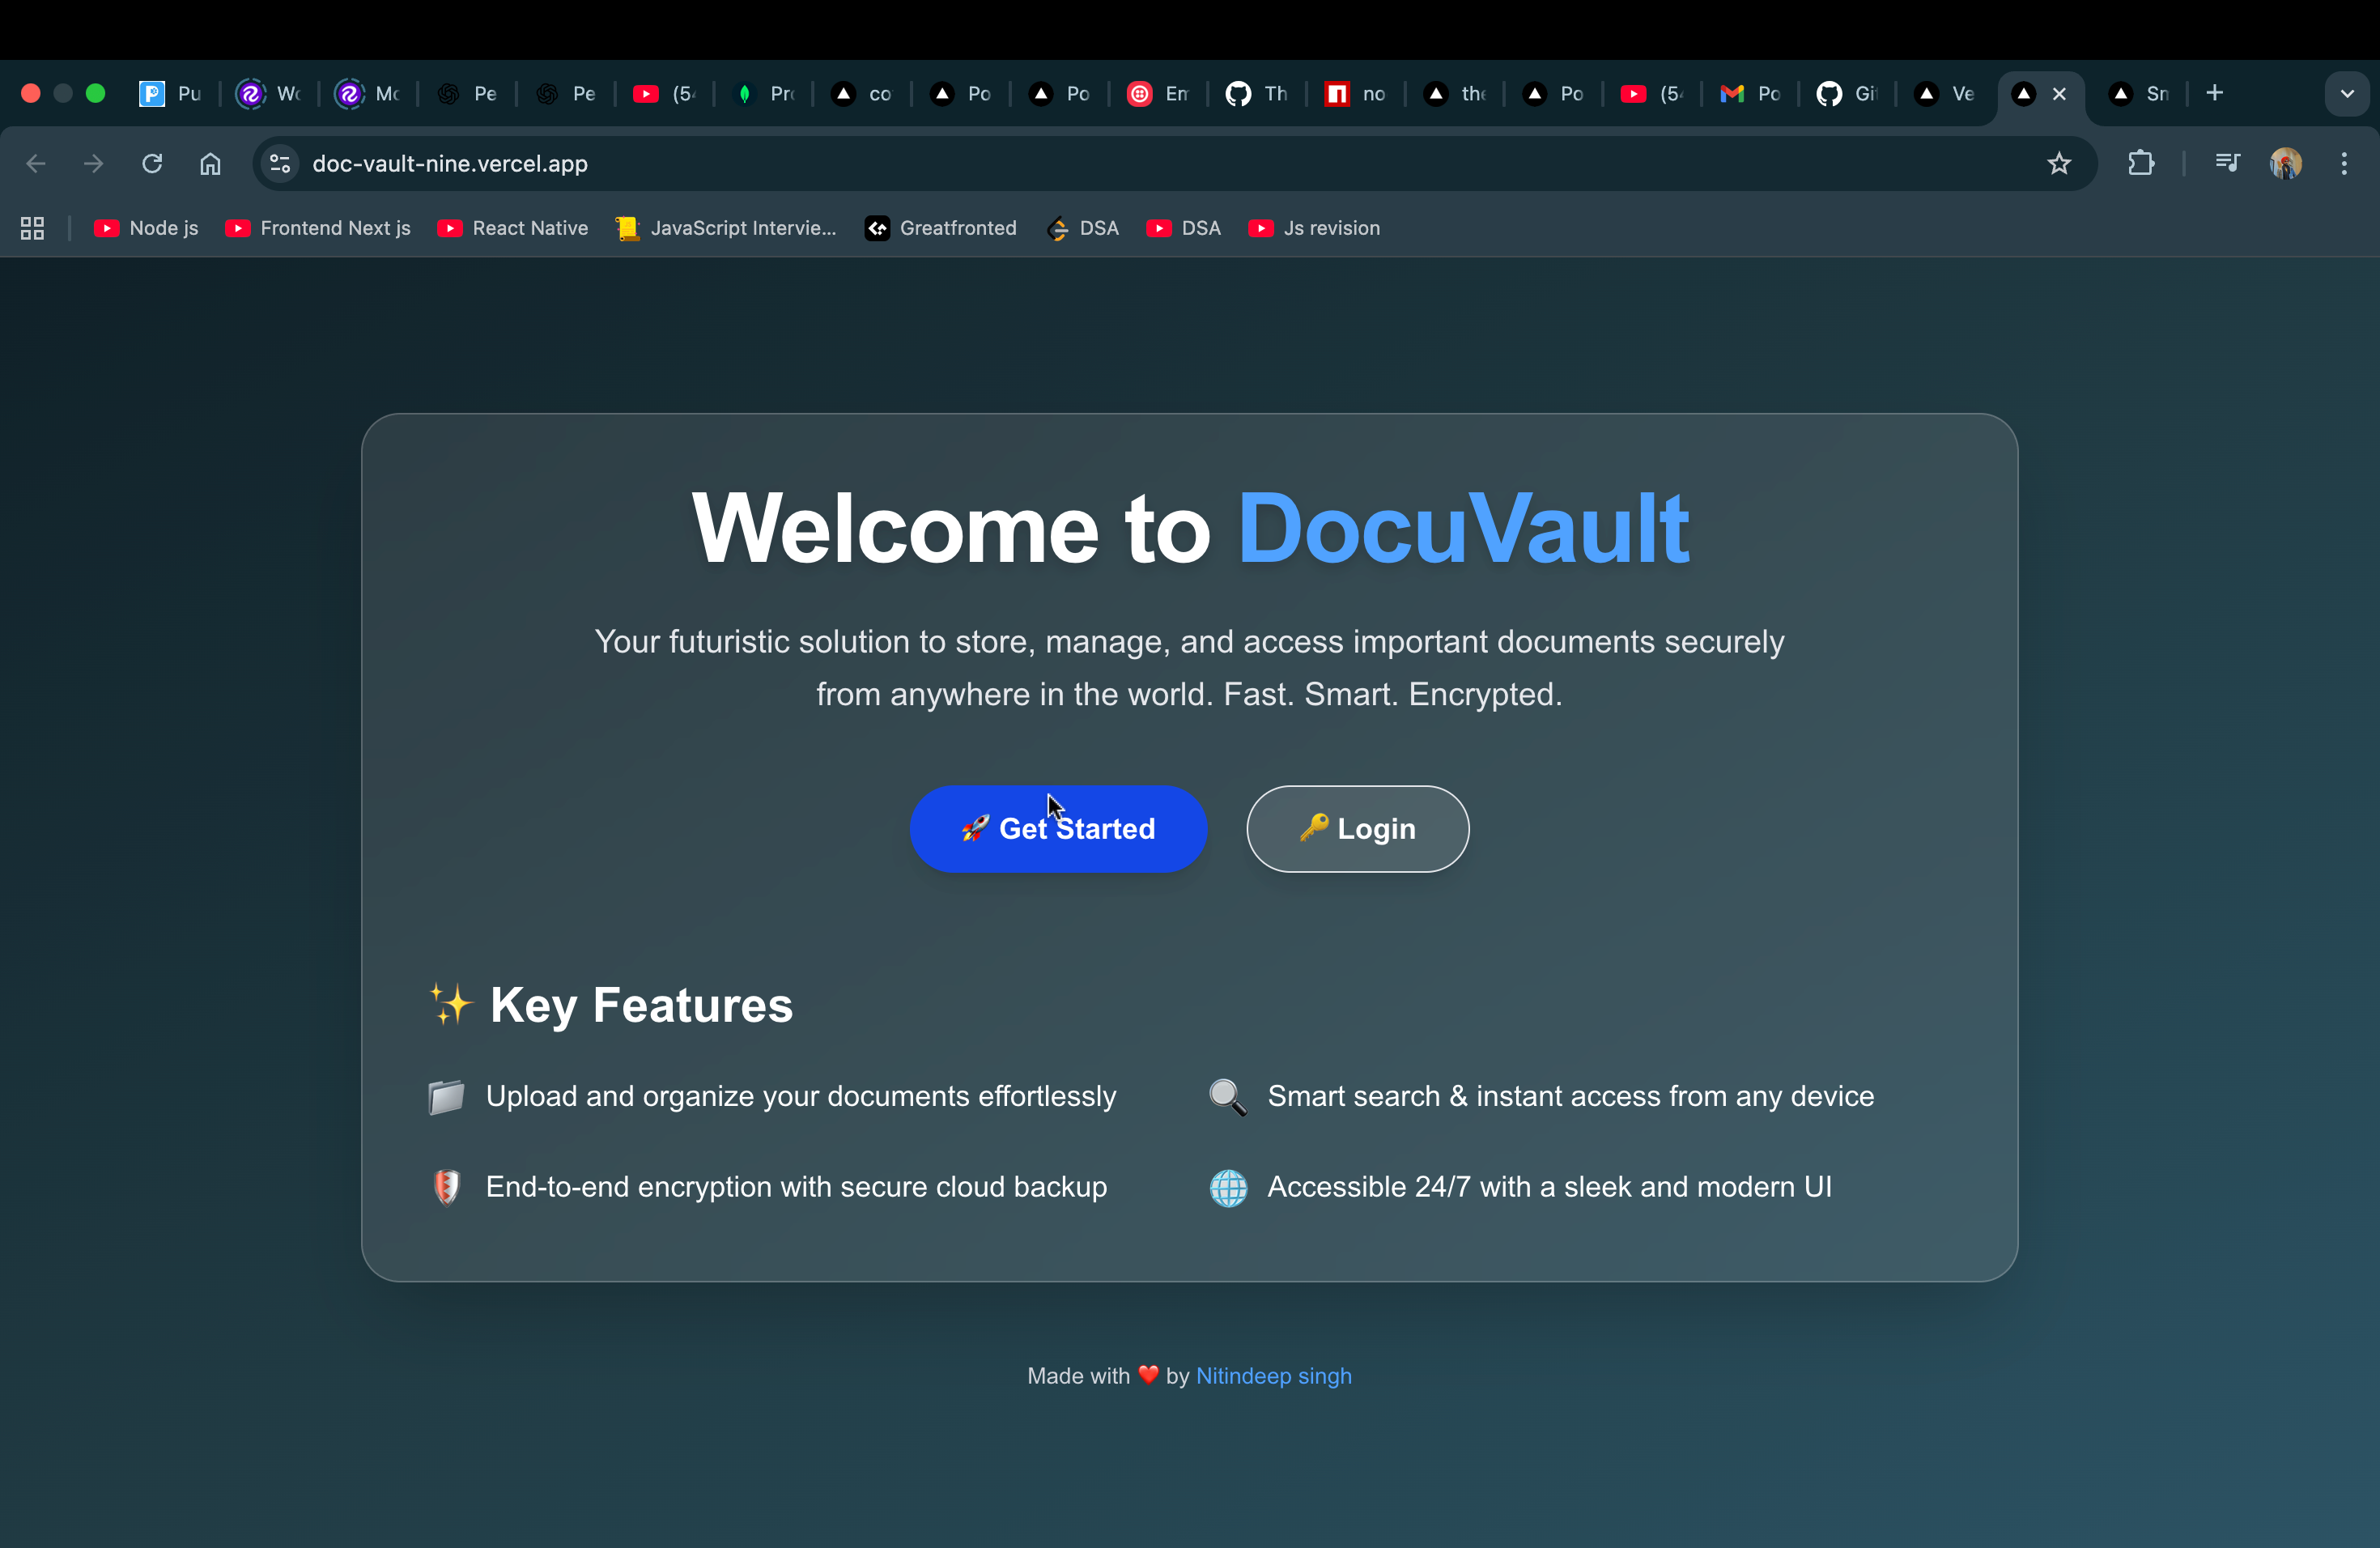 Pu Wo Mo Pe Pe (5 Pro co Po Po Em Th no the Po (5 Po Gi Ve Sn
doc-vault-nine.vercel.app
Node js Frontend Next js React Native JavaScript Intervie... Greatfronted DSA DSA Js revision
Welcome to DocuVault
Your futuristic solution to store, manage, and access important documents securely
from anywhere in the world. Fast. Smart. Encrypted.
🚀 Get Started 🔑 Login
✨ Key Features
Upload and organize your documents effortlessly Smart search & instant access from any device
End-to-end encryption with secure cloud backup Accessible 24/7 with a sleek and modern UI
Made with ❤️ by Nitindeep singh